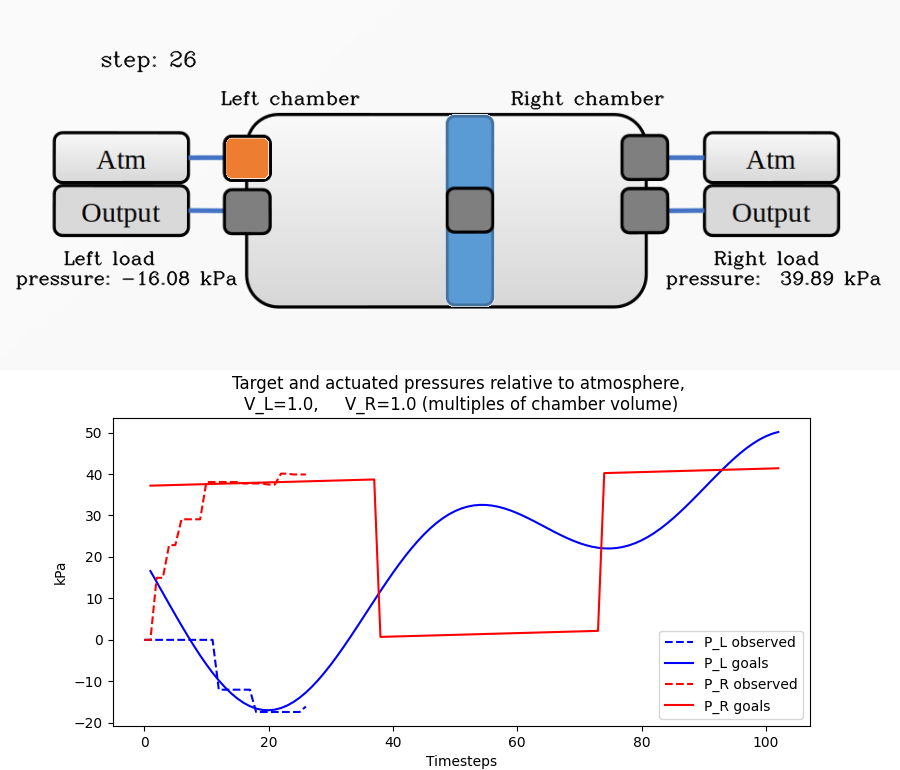 step: 26
Left chamber
Right chamber
Atm
Atm
Output
Output
Left load
pressure: −16.08 kPa
Right load
pressure: 39.89 kPa
Target and actuated pressures relative to atmosphere,
V_L=1.0, V_R=1.0 (multiples of chamber volume)
50
40
30
20
10
0
−10
−20
kPa
P_L observed
P_L goals
P_R observed
P_R goals
0 20 40 60 80 100
Timesteps